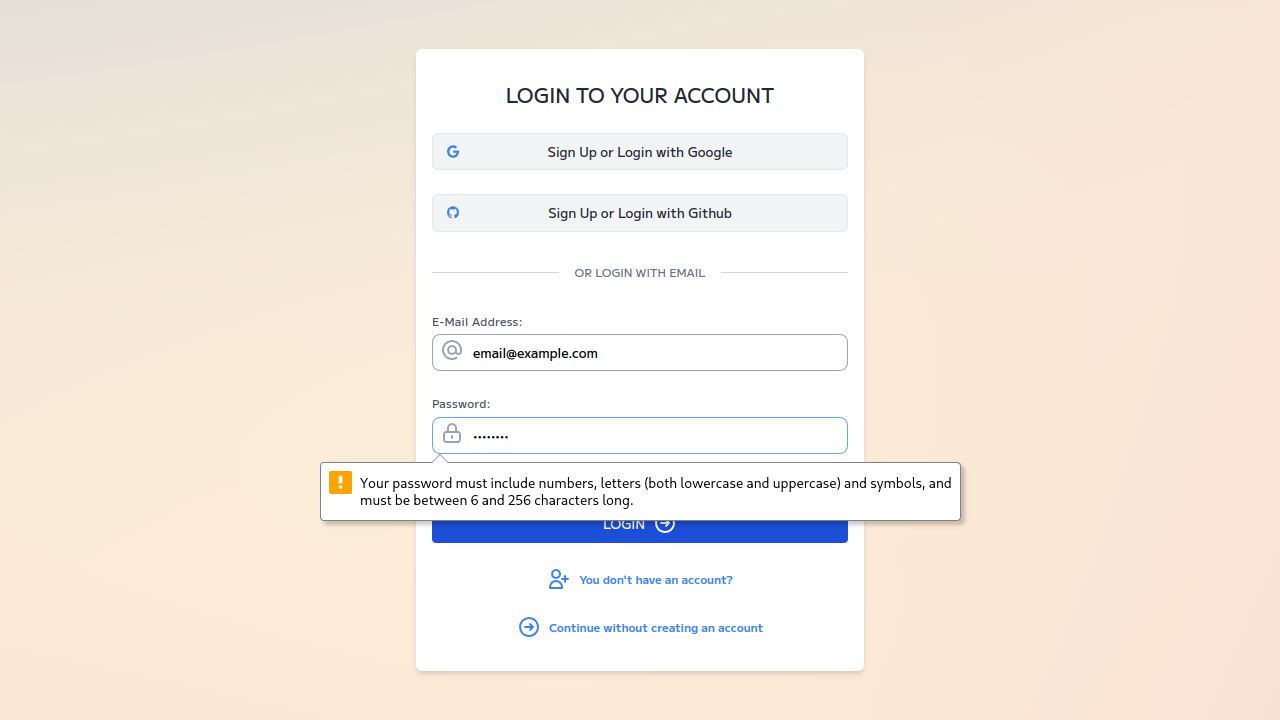 LOGIN TO YOUR ACCOUNT
Sign Up or Login with Google
Sign Up or Login with Github
OR LOGIN WITH EMAIL
E-Mail Address:
email@example.com
Password:
••••••••
Your password must include numbers, letters (both lowercase and uppercase) and symbols, and
must be between 6 and 256 characters long.
LOGIN
You don't have an account?
Continue without creating an account